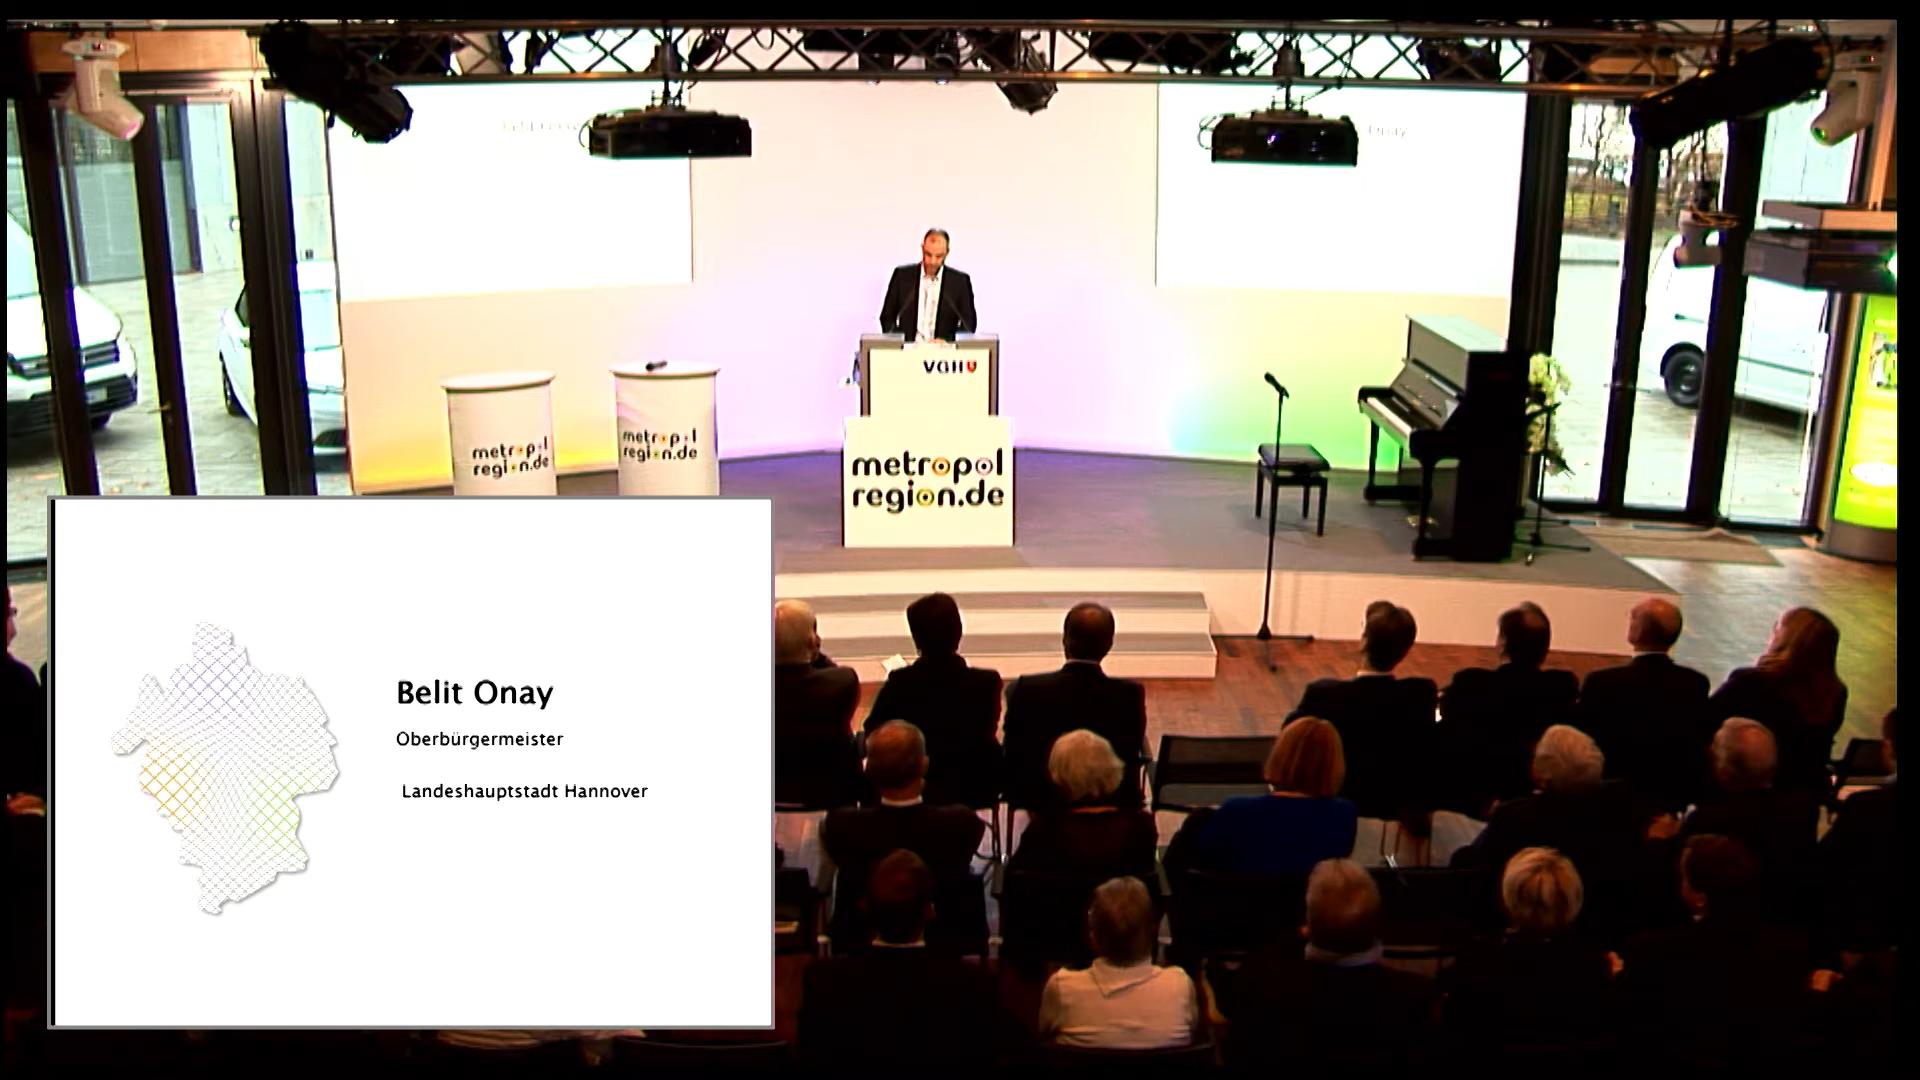 VGH
metropol
region.de
metropol
region.de
metropol
region.de
Belit Onay
Oberbürgermeister
Landeshauptstadt Hannover